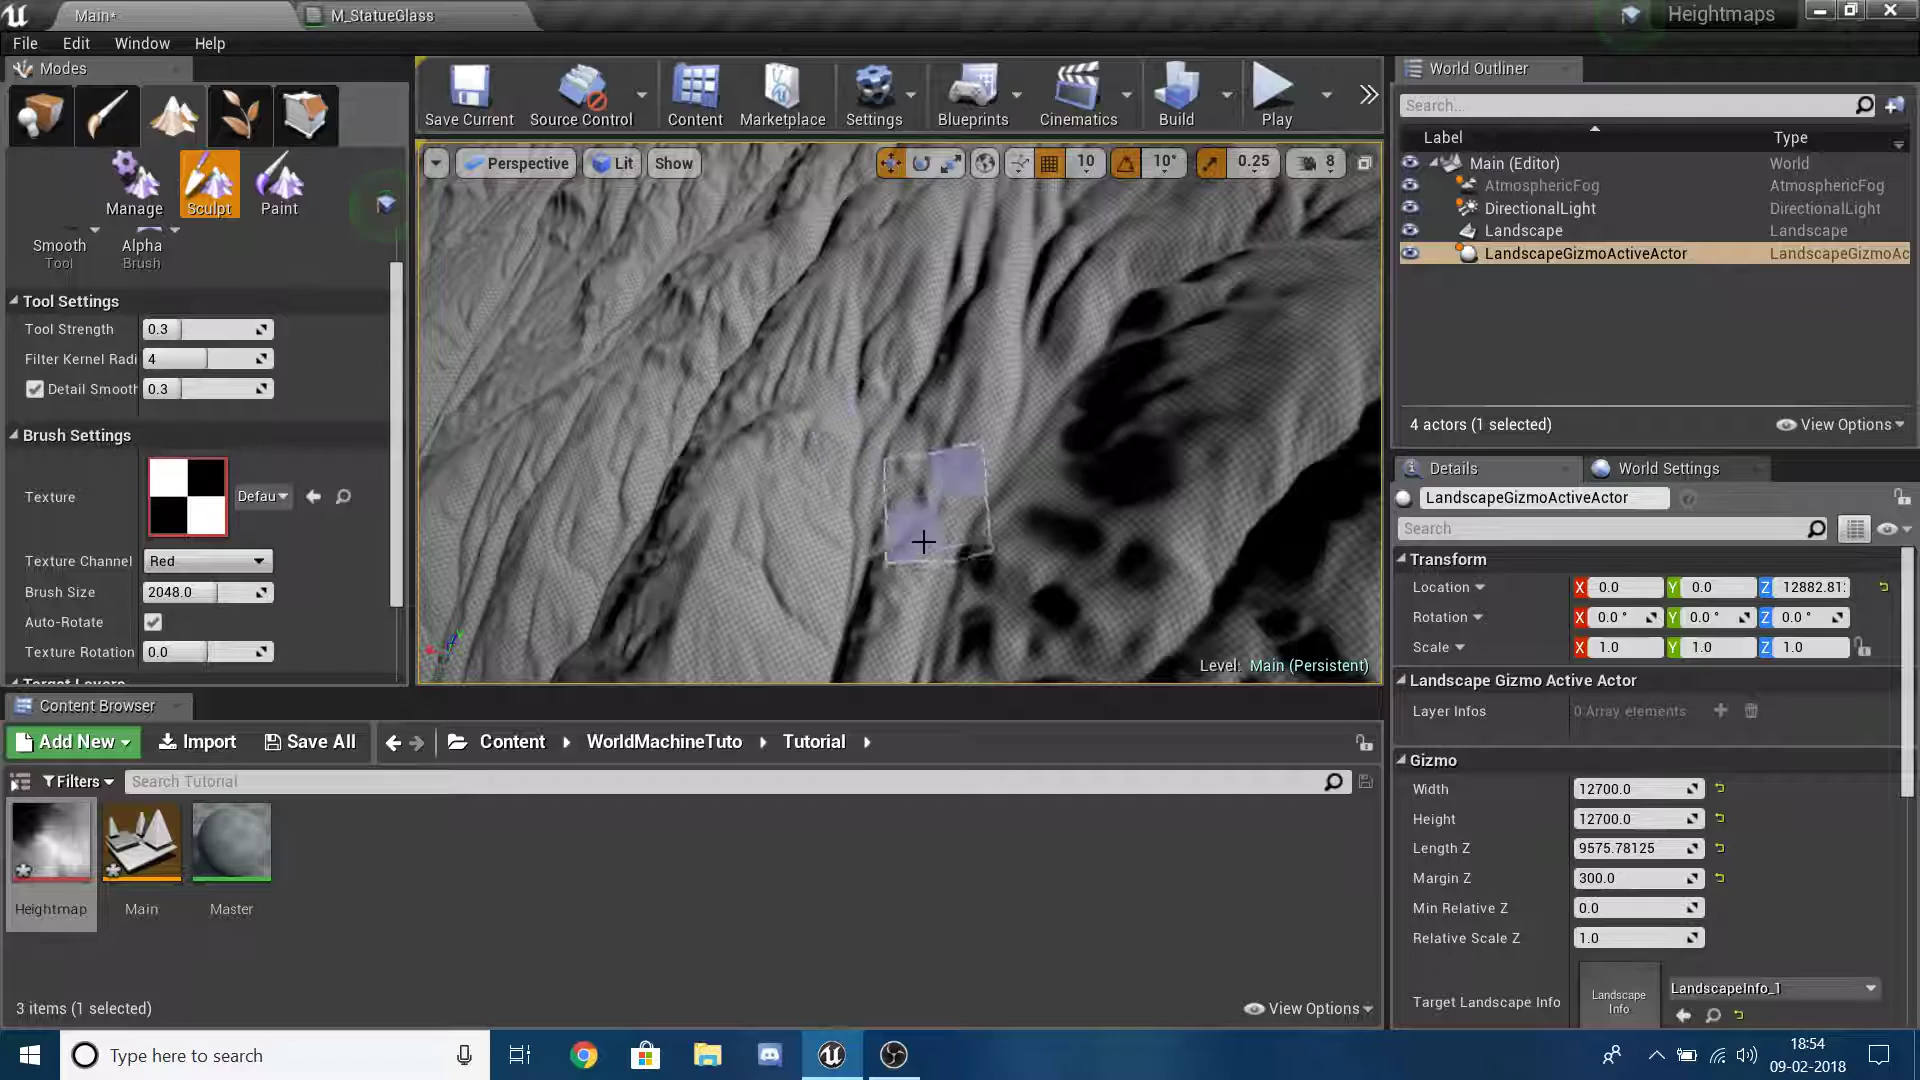 Main*
M_StatueGlass
Heightmaps
File Edit Window Help
Modes
Manage
Sculpt
Paint
Smooth
Tool
Alpha
Brush
Tool Settings
Tool Strength 0.3
Filter Kernel Radi 4
Detail Smooth 0.3
Brush Settings
Texture Defau
Texture Channel Red
Brush Size 2048.0
Auto-Rotate
Texture Rotation 0.0
Target Layers
Save Current
Source Control
Content
Marketplace
Settings
Blueprints
Cinematics
Build
Play
Perspective Lit Show 10 10° 0.25 8
Level: Main (Persistent)
World Outliner
Search...
Label Type
Main (Editor) World
AtmosphericFog AtmosphericFog
DirectionalLight DirectionalLight
Landscape Landscape
LandscapeGizmoActiveActor LandscapeGizmoAc
4 actors (1 selected)
View Options
Details
World Settings
LandscapeGizmoActiveActor
Search
Transform
Location X 0.0 Y 0.0 Z 12882.81
Rotation X 0.0 ° Y 0.0 ° Z 0.0 °
Scale X 1.0 Y 1.0 Z 1.0
Landscape Gizmo Active Actor
Layer Infos 0 Array elements
Gizmo
Width 12700.0
Height 12700.0
Length Z 9575.78125
Margin Z 300.0
Min Relative Z 0.0
Relative Scale Z 1.0
Target Landscape Info
Landscape
Info
LandscapeInfo_1
Content Browser
Add New
Import
Save All
Content
WorldMachineTuto
Tutorial
Filters
Search Tutorial
Heightmap
Main
Master
3 items (1 selected)
View Options
Type here to search
18:54
09-02-2018